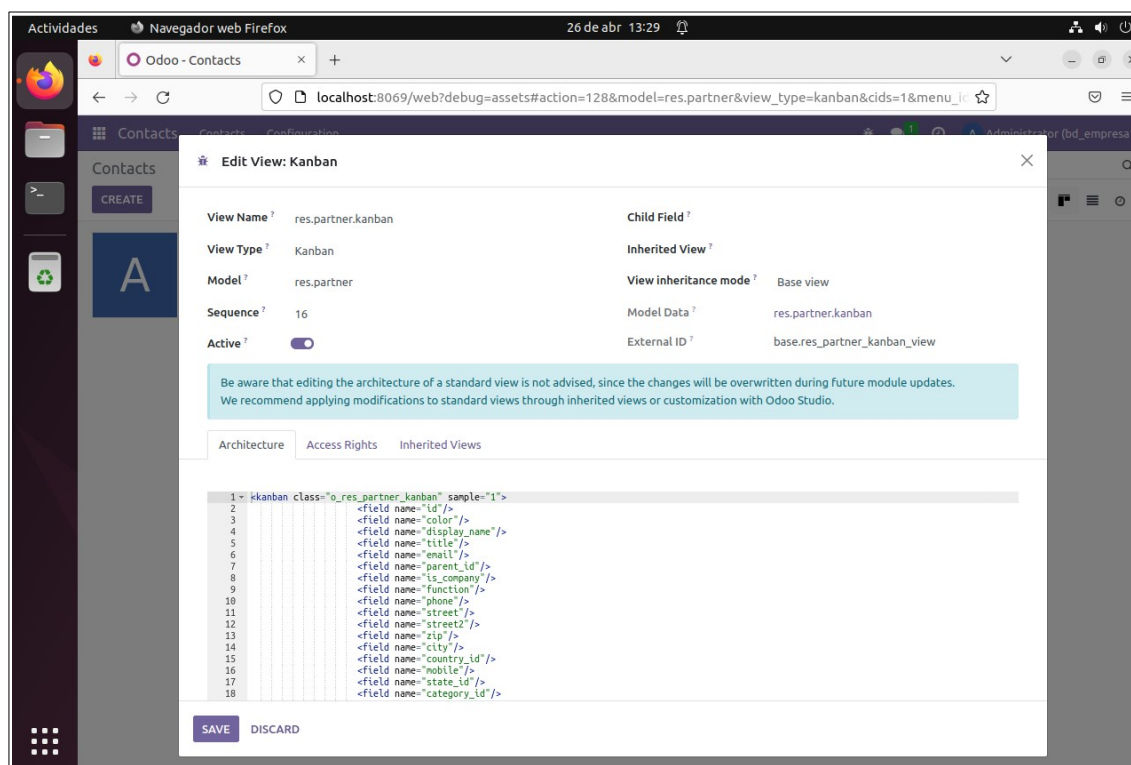 Actividades Navegador web Firefox 26 de abr 13:29
Odoo - Contacts
localhost:8069/web?debug=assets#action=128&model=res.partner&view_type=kanban&cids=1&menu_i
Contacts Contacts Configuration 1 A Administrator (bd_empresa
Contacts
CREATE
A
Edit View: Kanban
View Name ? res.partner.kanban Child Field ?
View Type ? Kanban Inherited View ?
Model ? res.partner View inheritance mode ? Base view
Sequence ? 16 Model Data ? res.partner.kanban
Active ? External ID ? base.res_partner_kanban_view
Be aware that editing the architecture of a standard view is not advised, since the changes will be overwritten during future module updates.
We recommend applying modifications to standard views through inherited views or customization with Odoo Studio.
Architecture Access Rights Inherited Views
1 <kanban class="o_res_partner_kanban" sample="1">
2 <field name="id"/>
3 <field name="color"/>
4 <field name="display_name"/>
5 <field name="title"/>
6 <field name="email"/>
7 <field name="parent_id"/>
8 <field name="is_company"/>
9 <field name="function"/>
10 <field name="phone"/>
11 <field name="street"/>
12 <field name="street2"/>
13 <field name="zip"/>
14 <field name="city"/>
15 <field name="country_id"/>
16 <field name="mobile"/>
17 <field name="state_id"/>
18 <field name="category_id"/>
SAVE DISCARD